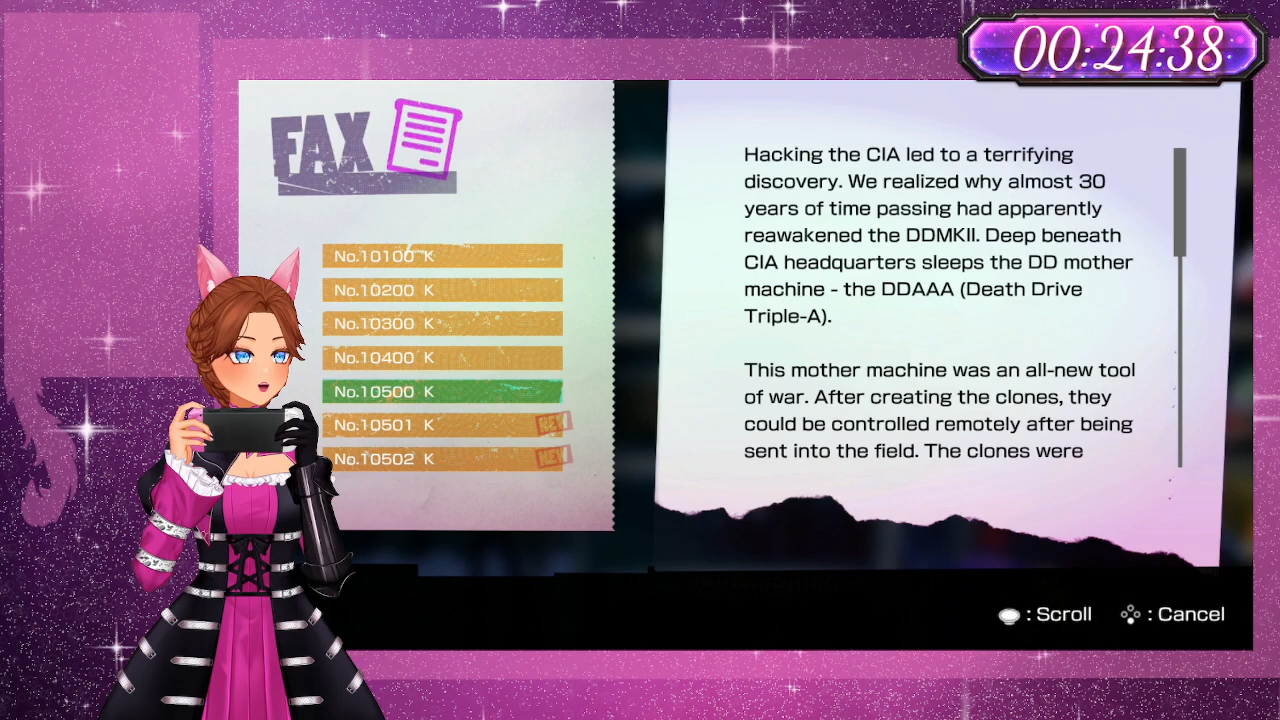 00:24:38
FAX
No.10100 K
No.10200 K
No.10300 K
No.10400 K
No.10500 K
No.10501 K
No.10502 K
Hacking the CIA led to a terrifying
discovery. We realized why almost 30
years of time passing had apparently
reawakened the DDMKII. Deep beneath
CIA headquarters sleeps the DD mother
machine - the DDAAA (Death Drive
Triple-A).
This mother machine was an all-new tool
of war. After creating the clones, they
could be controlled remotely after being
sent into the field. The clones were
: Scroll
: Cancel